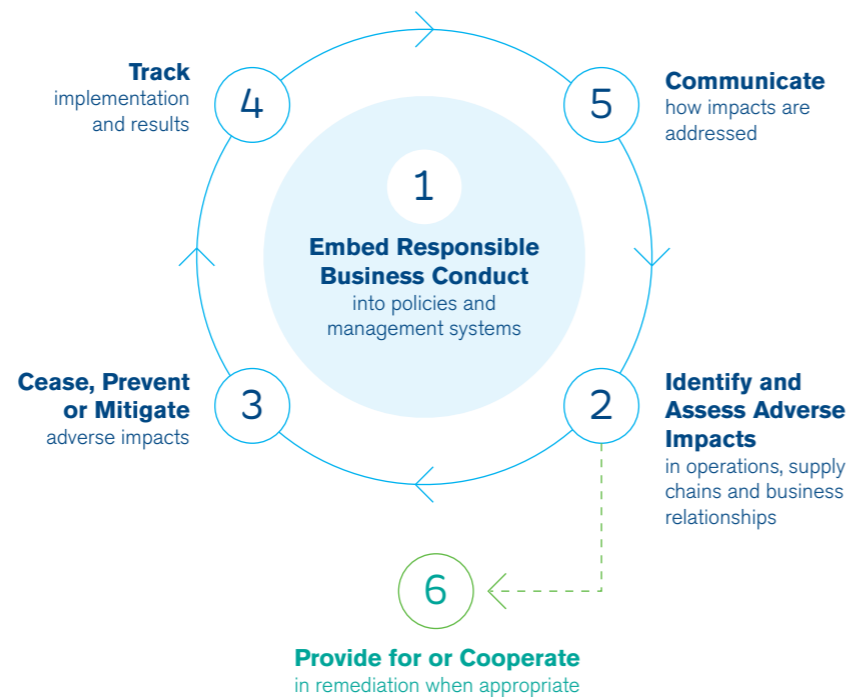 1
Embed Responsible
Business Conduct
into policies and
management systems
2
Identify and
Assess Adverse
Impacts
in operations, supply
chains and business
relationships
3
Cease, Prevent
or Mitigate
adverse impacts
4
Track
implementation
and results
5
Communicate
how impacts are
addressed
6
Provide for or Cooperate
in remediation when appropriate